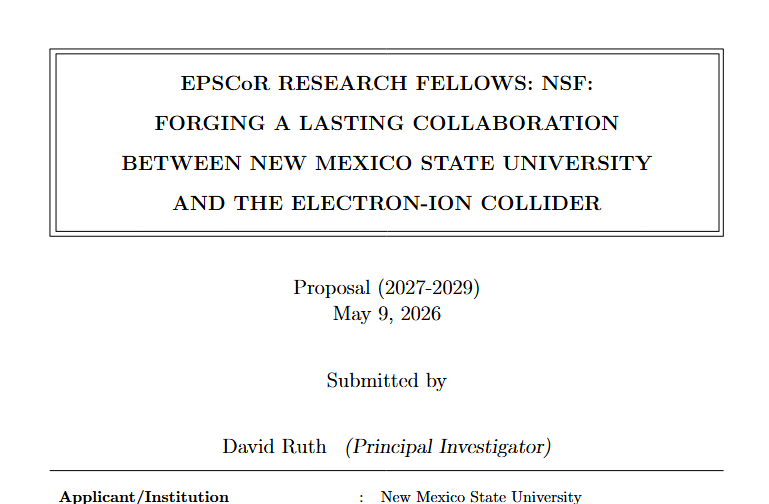 EPSCoR RESEARCH FELLOWS: NSF:
FORGING A LASTING COLLABORATION
BETWEEN NEW MEXICO STATE UNIVERSITY
AND THE ELECTRON-ION COLLIDER
Proposal (2027-2029)
May 9, 2026
Submitted by
David Ruth (Principal Investigator)
Applicant/Institution : New Mexico State University